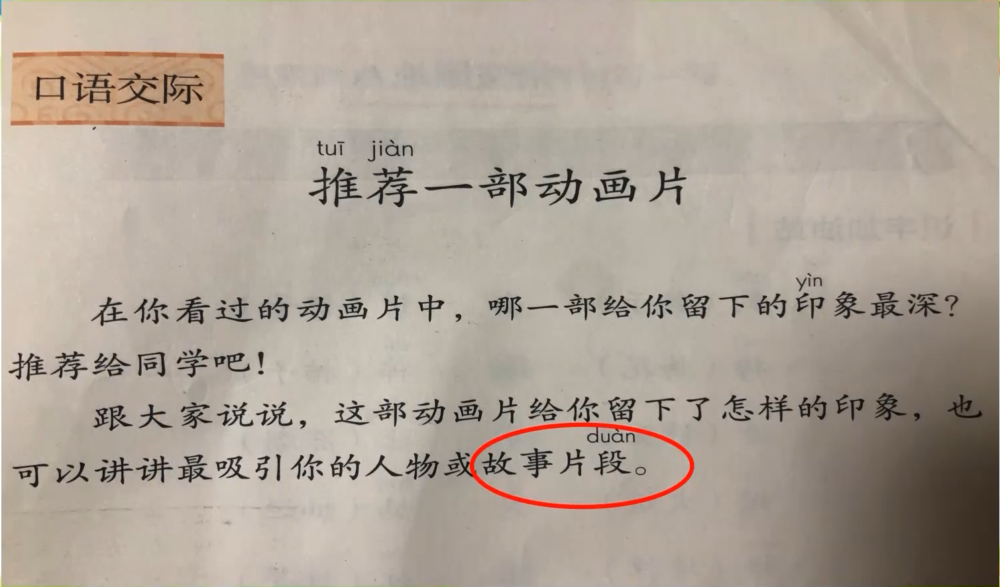 口语交际
tuī jiàn
推荐一部动画片
yìn
在你看过的动画片中，哪一部给你留下的印象最深？
推荐给同学吧！
跟大家说说，这部动画片给你留下了怎样的印象，也
duàn
可以讲讲最吸引你的人物或故事片段。